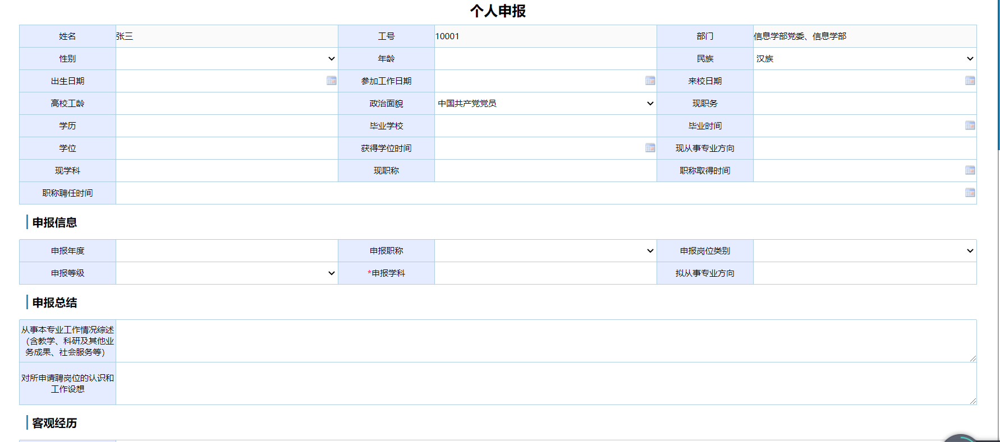 个人申报
姓名 张三 工号 10001 部门 信息学部党委、信息学部
性别 年龄 民族 汉族
出生日期 参加工作日期 来校日期
高校工龄 政治面貌 中国共产党党员 现职务
学历 毕业学校 毕业时间
学位 获得学位时间 现从事专业方向
现学科 现职称 职称取得时间
职称聘任时间
申报信息
申报年度 申报职称 申报岗位类别
申报等级 *申报学科 拟从事专业方向
申报总结
从事本专业工作情况综述
（含教学、科研及其他业
务成果、社会服务等）
对所申请聘岗位的认识和
工作设想
客观经历